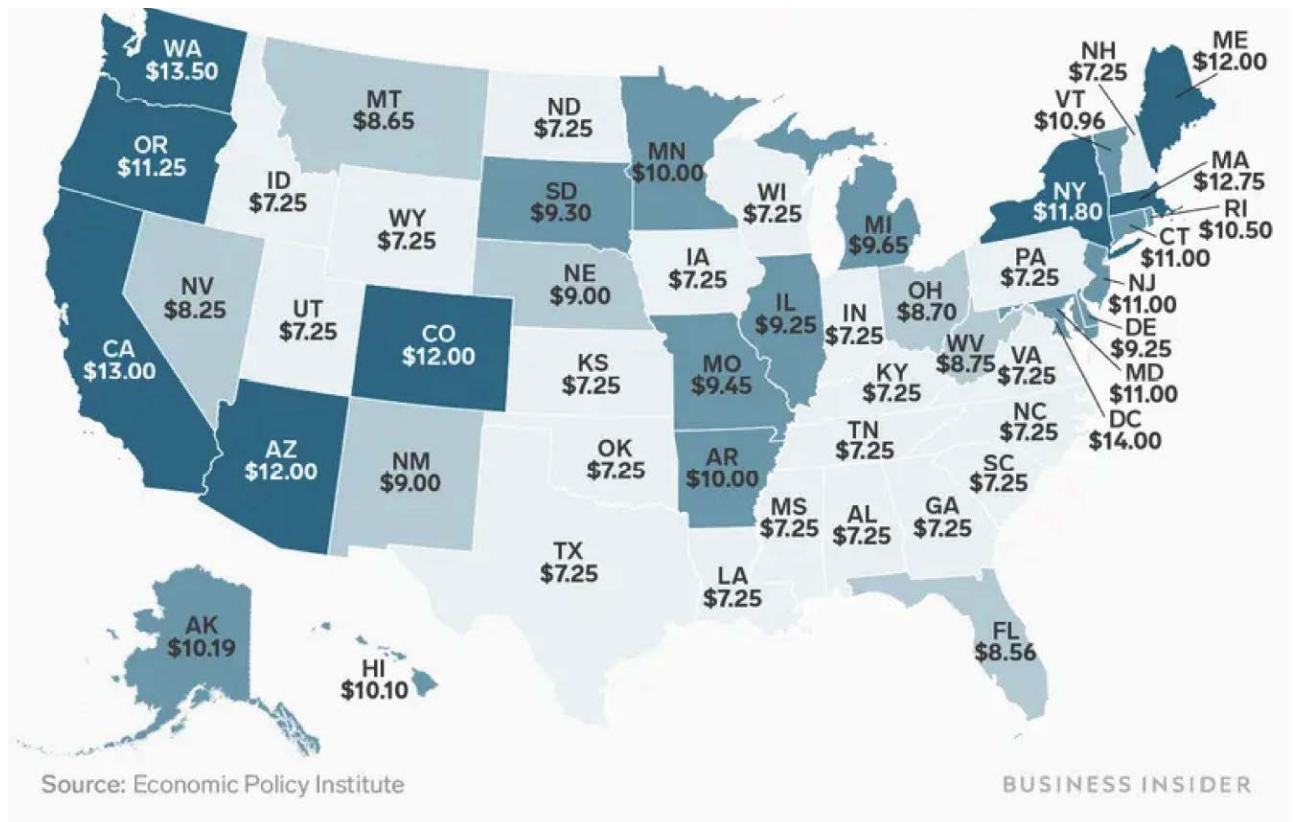 WA
$13.50
OR
$11.25
CA
$13.00
NV
$8.25
ID
$7.25
MT
$8.65
WY
$7.25
UT
$7.25
AZ
$12.00
CO
$12.00
NM
$9.00
ND
$7.25
SD
$9.30
NE
$9.00
KS
$7.25
OK
$7.25
TX
$7.25
MN
$10.00
IA
$7.25
MO
$9.45
AR
$10.00
LA
$7.25
WI
$7.25
IL
$9.25
MI
$9.65
IN
$7.25
OH
$8.70
KY
$7.25
TN
$7.25
MS
$7.25
AL
$7.25
GA
$7.25
FL
$8.56
SC
$7.25
NC
$7.25
VA
$7.25
WV
$8.75
PA
$7.25
NY
$11.80
VT
$10.96
NH
$7.25
ME
$12.00
MA
$12.75
RI
$10.50
CT
$11.00
NJ
$11.00
DE
$9.25
MD
$11.00
DC
$14.00
AK
$10.19
HI
$10.10
Source: Economic Policy Institute
BUSINESS INSIDER